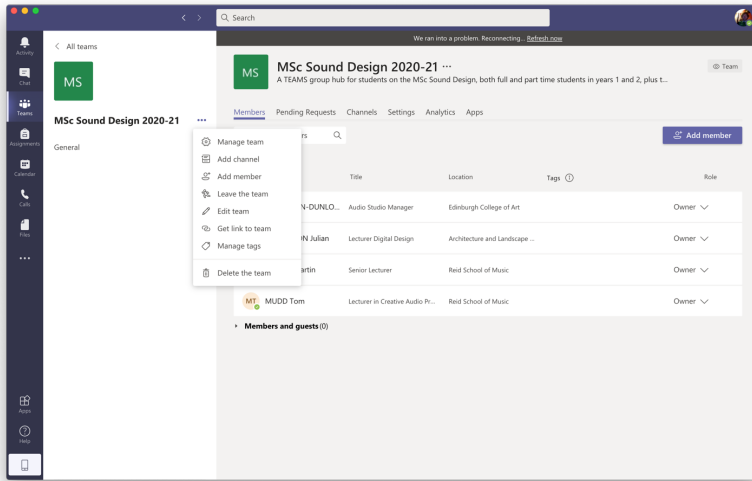 Search
We ran into a problem. Reconnecting... Refresh now
Activity
Chat
Teams
Assignments
Calendar
Calls
Files
Apps
Help
All teams
MS
MSc Sound Design 2020-21 ...
General
Manage team
Add channel
Add member
Leave the team
Edit team
Get link to team
Manage tags
Delete the team
MS
MSc Sound Design 2020-21 ...
Team
A TEAMS group hub for students on the MSc Sound Design, both full and part time students in years 1 and 2, plus t...
Members Pending Requests Channels Settings Analytics Apps
rs
Add member
Title Location Tags Role
N-DUNLO... Audio Studio Manager Edinburgh College of Art Owner
ON Julian Lecturer Digital Design Architecture and Landscape ... Owner
artin Senior Lecturer Reid School of Music Owner
MT MUDD Tom Lecturer in Creative Audio Pr... Reid School of Music Owner
Members and guests (0)